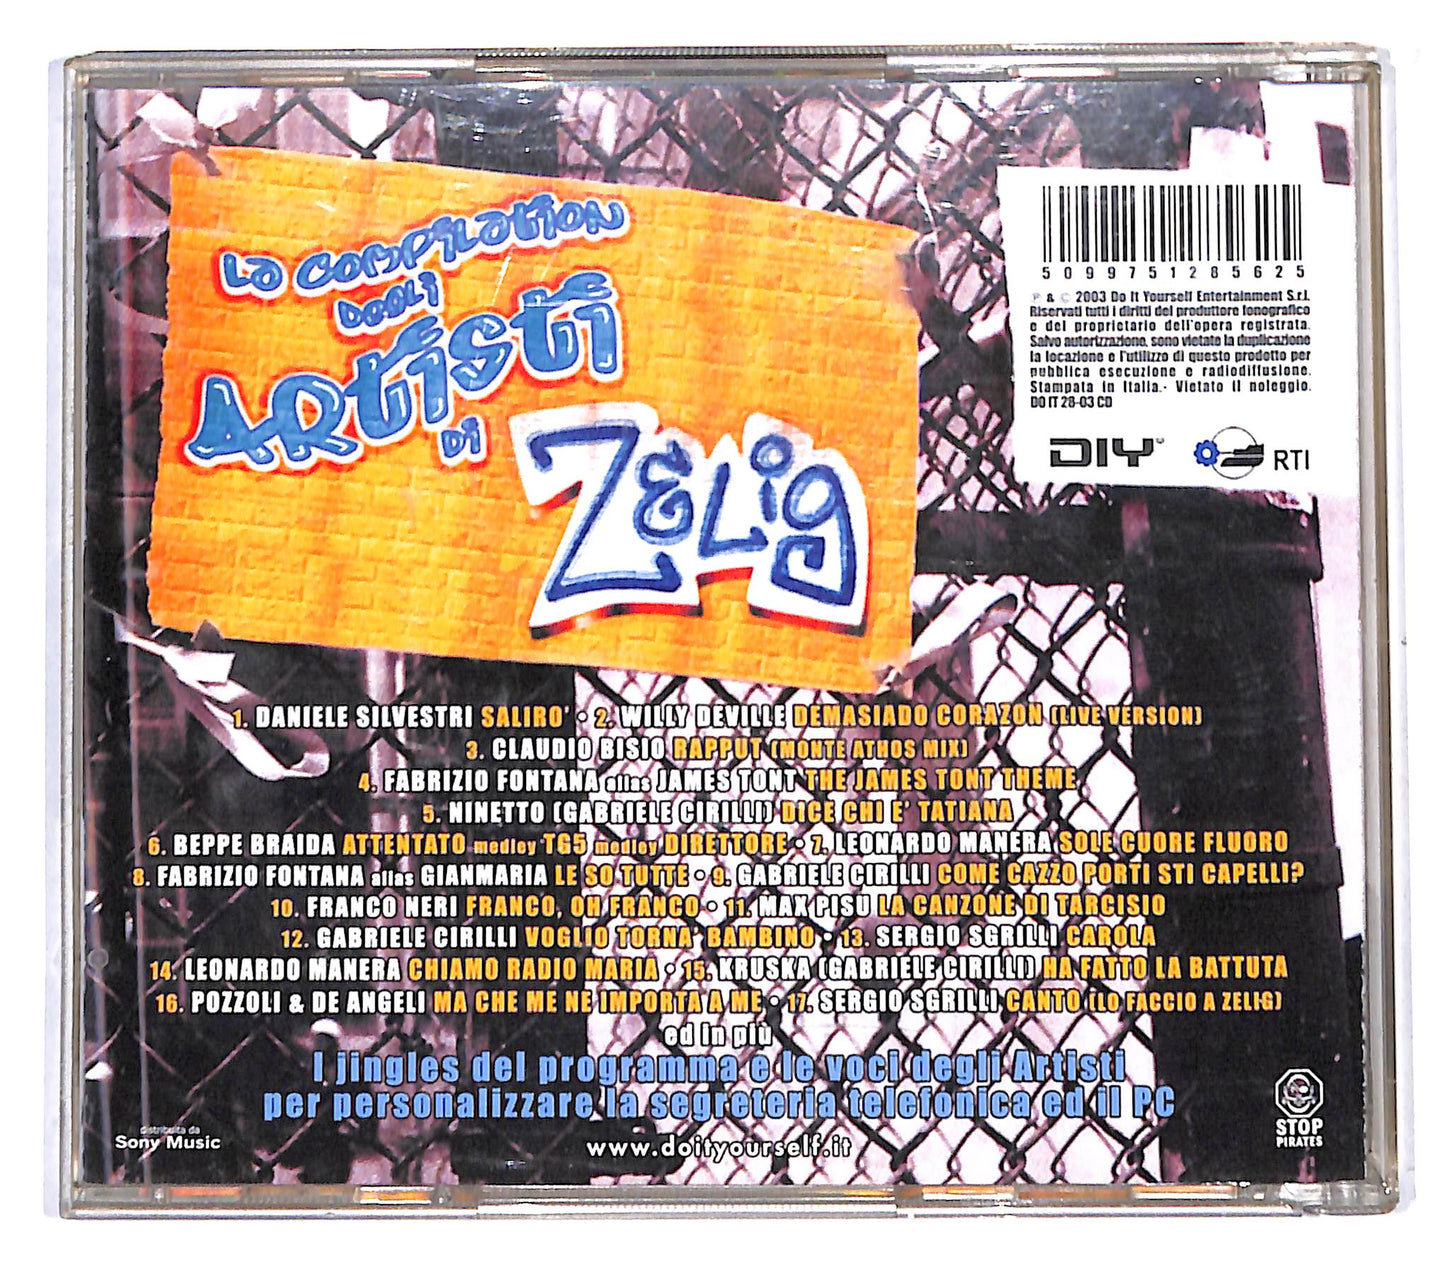 La Compilation
degli
Artisti
di
Zelig
5099751285625
℗ & © 2003 Do It Yourself Entertainment S.r.l.
Riservati tutti i diritti del produttore fonografico
e del proprietario dell'opera registrata.
Salvo autorizzazione, sono vietate la duplicazione
la locazione e l'utilizzo di questo prodotto per
pubblica esecuzione e radiodiffusione.
Stampata in Italia.- Vietato il noleggio.
DO IT 28-03 CD
DIY RTI
1. DANIELE SILVESTRI SALIRO' • 2. WILLY DEVILLE DEMASIADO CORAZON (LIVE VERSION)
3. CLAUDIO BISIO RAPPUT (MONTE ATHOS MIX)
4. FABRIZIO FONTANA alias JAMES TONT THE JAMES TONT THEME
5. NINETTO (GABRIELE CIRILLI) DICE CHI E' TATIANA
6. BEPPE BRAIDA ATTENTATO medley TG5 medley DIRETTORE • 7. LEONARDO MANERA SOLE CUORE FLUORO
8. FABRIZIO FONTANA alias GIANMARIA LE SO TUTTE • 9. GABRIELE CIRILLI COME CAZZO PORTI STI CAPELLI?
10. FRANCO NERI FRANCO, OH FRANCO • 11. MAX PISU LA CANZONE DI TARCISIO
12. GABRIELE CIRILLI VOGLIO TORNA' BAMBINO • 13. SERGIO SGRILLI CAROLA
14. LEONARDO MANERA CHIAMO RADIO MARIA • 15. KRUSKA (GABRIELE CIRILLI) HA FATTO LA BATTUTA
16. POZZOLI & DE ANGELI MA CHE ME NE IMPORTA A ME • 17. SERGIO SGRILLI CANTO (LO FACCIO A ZELIG)
ed in più
I jingles del programma e le voci degli Artisti
per personalizzare la segreteria telefonica ed il PC
distribuita da
Sony Music
www.doityourself.it
STOP
PIRATES